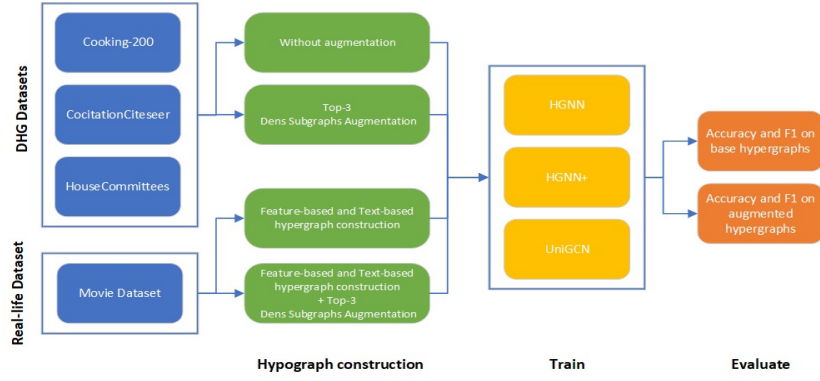 DHG Datasets
Cooking-200
CocitationCiteseer
HouseCommittees
Real-life Dataset
Movie Dataset
Without augmentation
Top-3
Dens Subgraphs Augmentation
Feature-based and Text-based
hypergraph construction
Feature-based and Text-based
hypergraph construction
+ Top-3
Dens Subgraphs Augmentation
HGNN
HGNN+
UniGCN
Accuracy and F1 on
base hypergraphs
Accuracy and F1 on
augmented
hypergraphs
Hypograph construction
Train
Evaluate